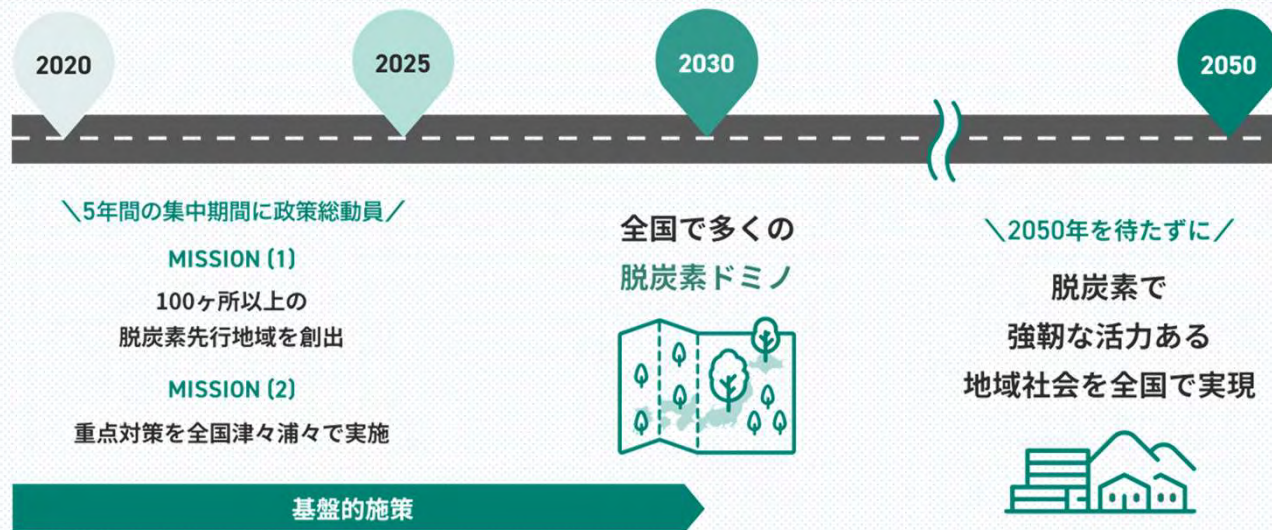 2020
2025
2030
2050
\5年間の集中期間に政策総動員/
MISSION (1)
100ヶ所以上の
脱炭素先行地域を創出
MISSION (2)
重点対策を全国津々浦々で実施
基盤的施策
全国で多くの
脱炭素ドミノ
\2050年を待たずに/
脱炭素で
強靭な活力ある
地域社会を全国で実現